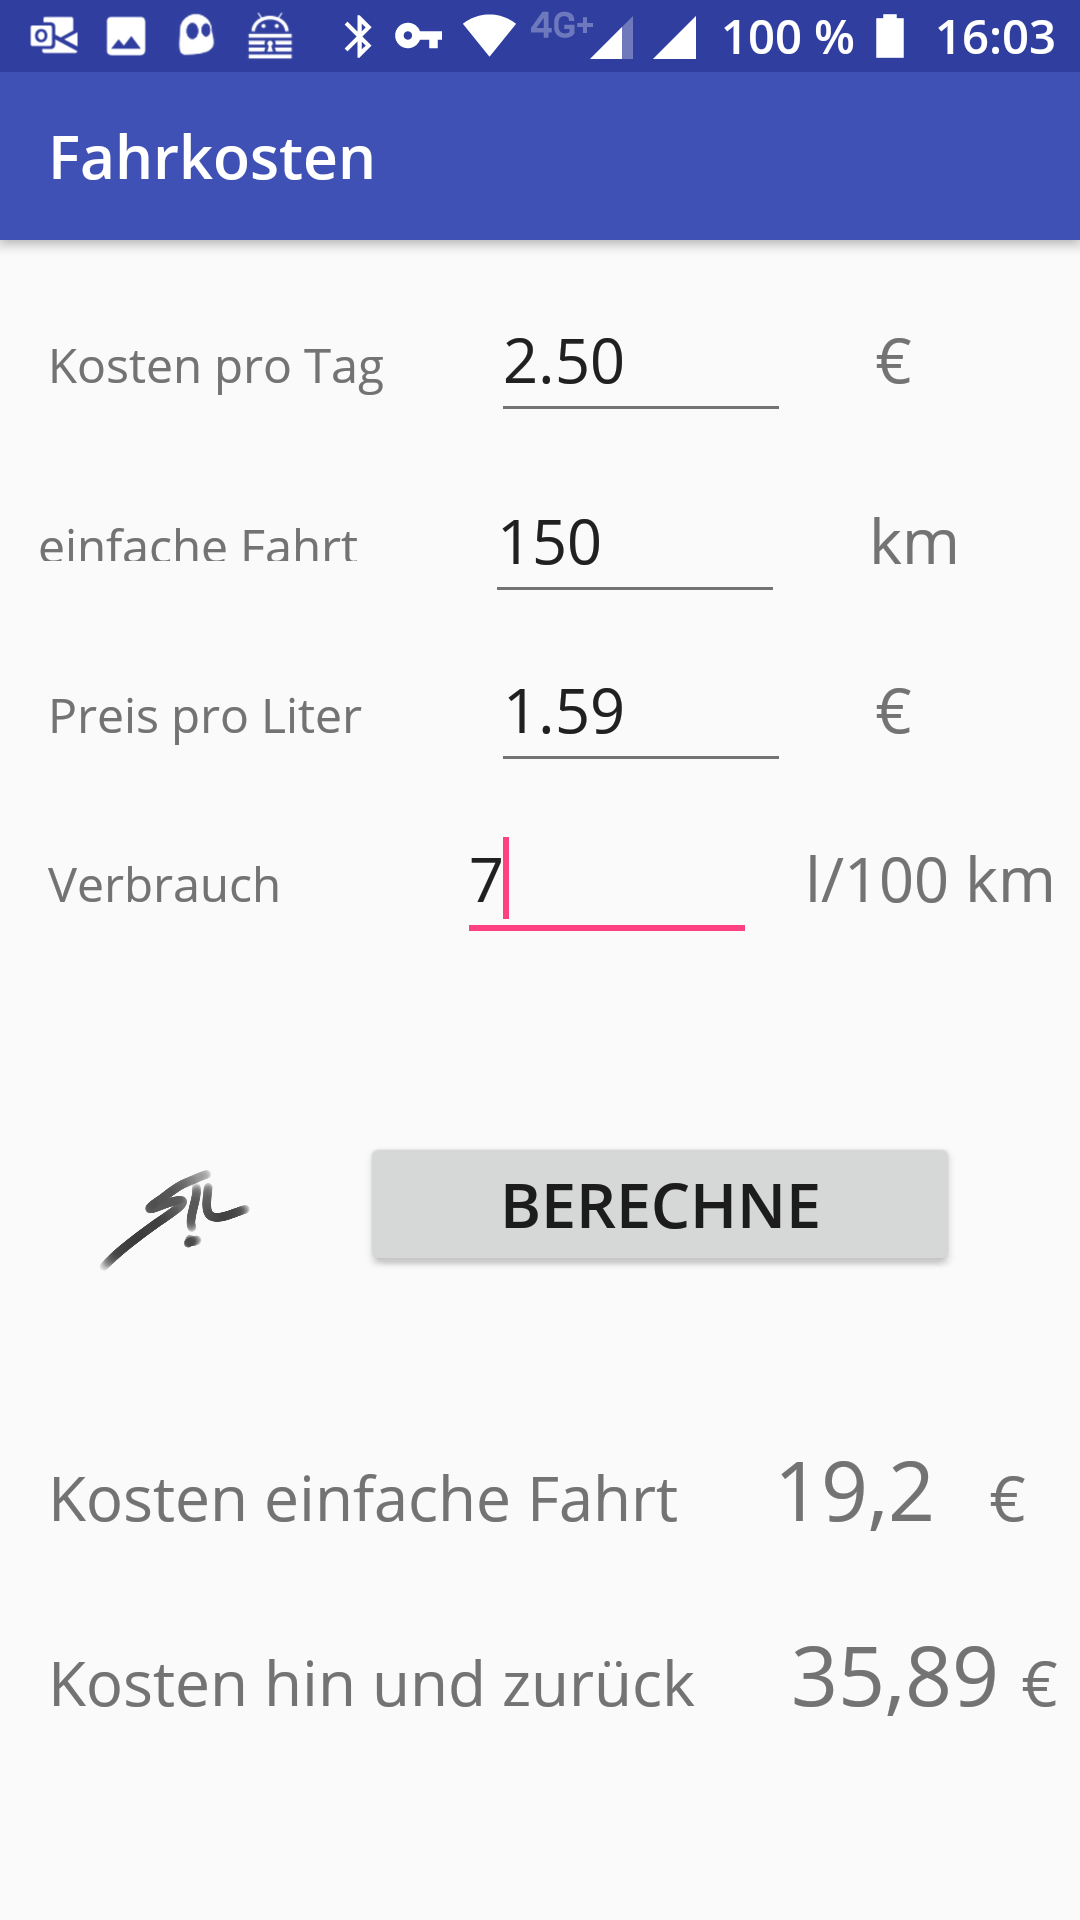 4G+ 100 % 16:03
Fahrkosten
Kosten pro Tag 2.50 €
einfache Fahrt 150 km
Preis pro Liter 1.59 €
Verbrauch 7 l/100 km
BERECHNE
Kosten einfache Fahrt 19,2 €
Kosten hin und zurück 35,89 €